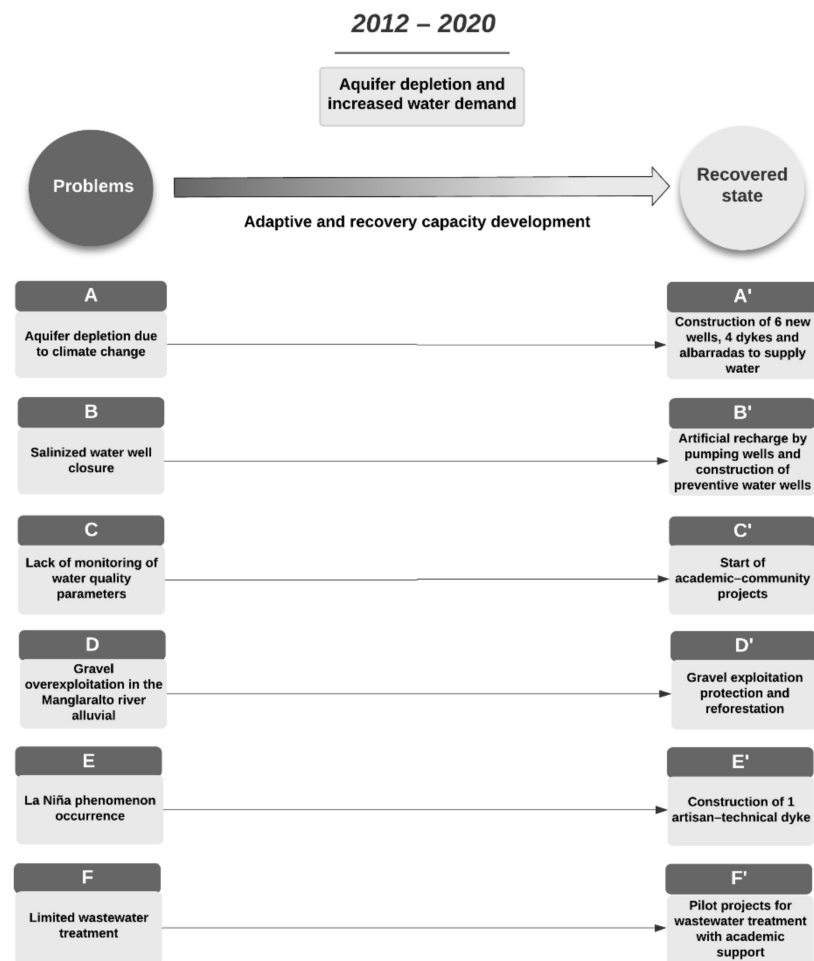 2012 – 2020
Aquifer depletion and
increased water demand
Problems
Recovered
state
Adaptive and recovery capacity development
A
Aquifer depletion due
to climate change
A'
Construction of 6 new
wells, 4 dykes and
albarradas to supply
water
B
Salinized water well
closure
B'
Artificial recharge by
pumping wells and
construction of
preventive water wells
C
Lack of monitoring of
water quality
parameters
C'
Start of
academic–community
projects
D
Gravel
overexploitation in the
Manglaralto river
alluvial
D'
Gravel exploitation
protection and
reforestation
E
La Niña phenomenon
occurrence
E'
Construction of 1
artisan–technical dyke
F
Limited wastewater
treatment
F'
Pilot projects for
wastewater treatment
with academic
support